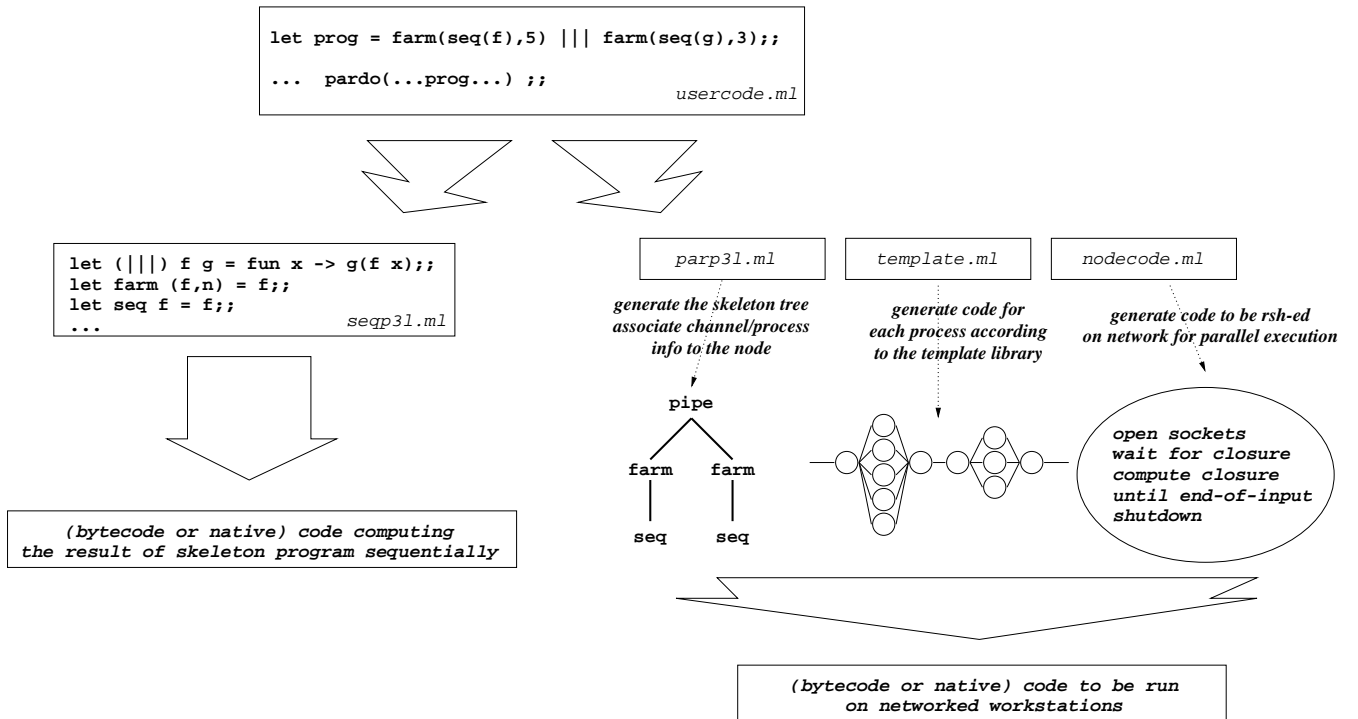 let prog = farm(seq(f),5) ||| farm(seq(g),3);;
... pardo(...prog...) ;;
usercode.ml
let (|||) f g = fun x -> g(f x);;
let farm (f,n) = f;;
let seq f = f;;
...
seqp3l.ml
(bytecode or native) code computing
the result of skeleton program sequentially
parp3l.ml
generate the skeleton tree
associate channel/process
info to the node
pipe
farm farm
seq seq
template.ml
generate code for
each process according
to the template library
nodecode.ml
generate code to be rsh-ed
on network for parallel execution
open sockets
wait for closure
compute closure
until end-of-input
shutdown
(bytecode or native) code to be run
on networked workstations